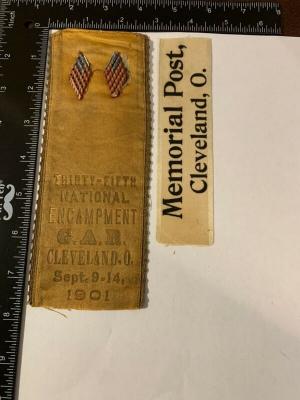 THIRTY-FIFTH
NATIONAL
ENCAMPMENT
G.A.R.
CLEVELAND.O.
Sept. 9-14,
1901
Memorial Post,
Cleveland, O.